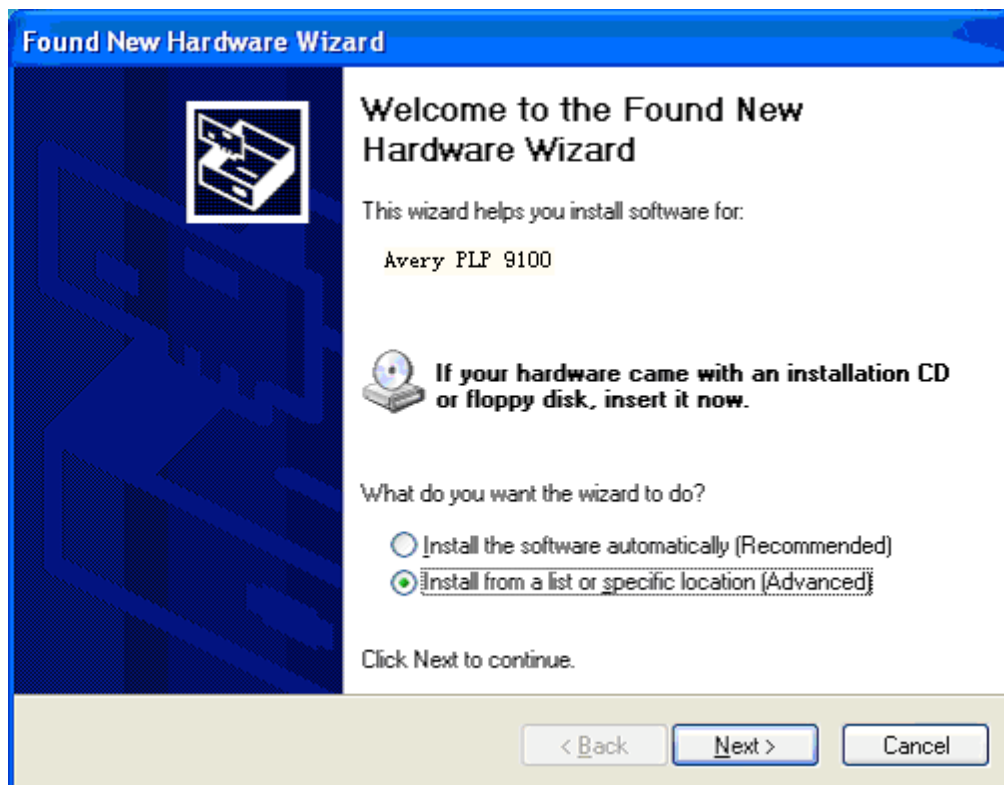 Found New Hardware Wizard
Welcome to the Found New
Hardware Wizard
This wizard helps you install software for:
Avery PLP 9100
If your hardware came with an installation CD
or floppy disk, insert it now.
What do you want the wizard to do?
Install the software automatically (Recommended)
Install from a list or specific location (Advanced)
Click Next to continue.
< Back
Next >
Cancel